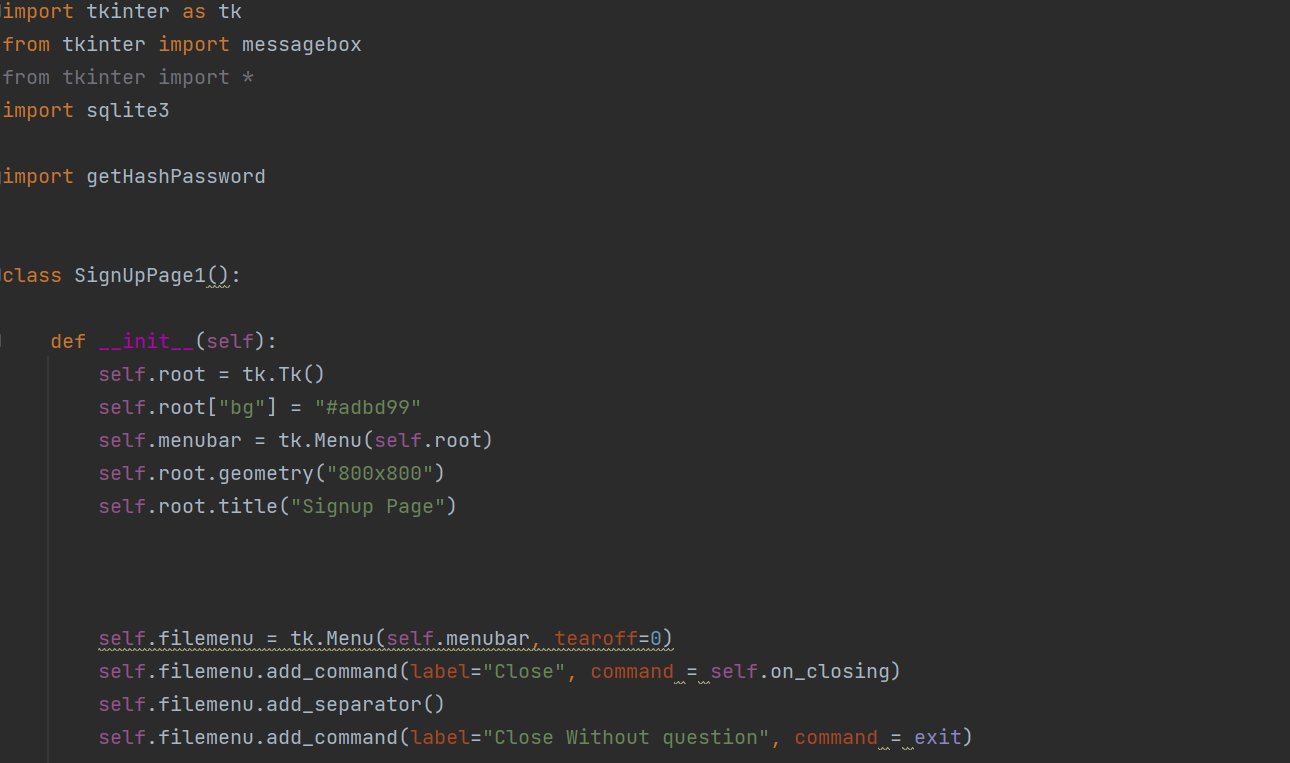 import tkinter as tk
from tkinter import messagebox
from tkinter import *
import sqlite3
import getHashPassword
class SignUpPage1():
def __init__(self):
self.root = tk.Tk()
self.root["bg"] = "#adbd99"
self.menubar = tk.Menu(self.root)
self.root.geometry("800x800")
self.root.title("Signup Page")
self.filemenu = tk.Menu(self.menubar, tearoff=0)
self.filemenu.add_command(label="Close", command = self.on_closing)
self.filemenu.add_separator()
self.filemenu.add_command(label="Close Without question", command = exit)